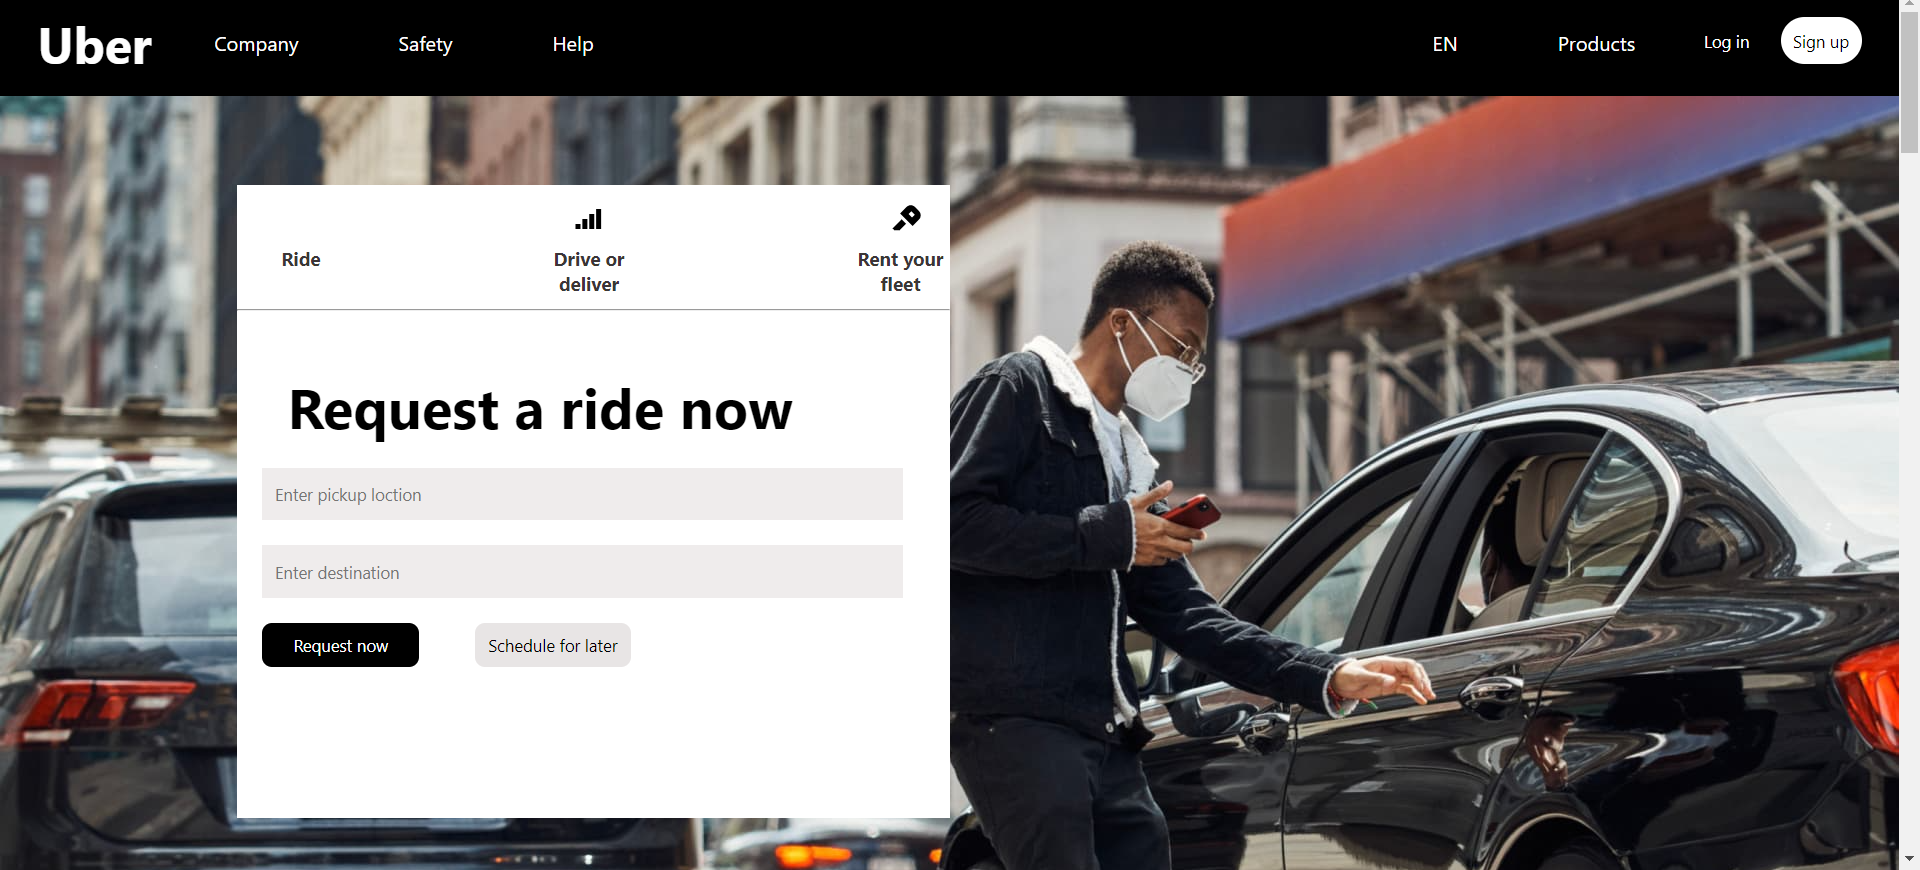 Uber Company Safety Help EN Products Log in Sign up
Ride Drive or deliver Rent your fleet
Request a ride now
Enter pickup loction
Enter destination
Request now Schedule for later